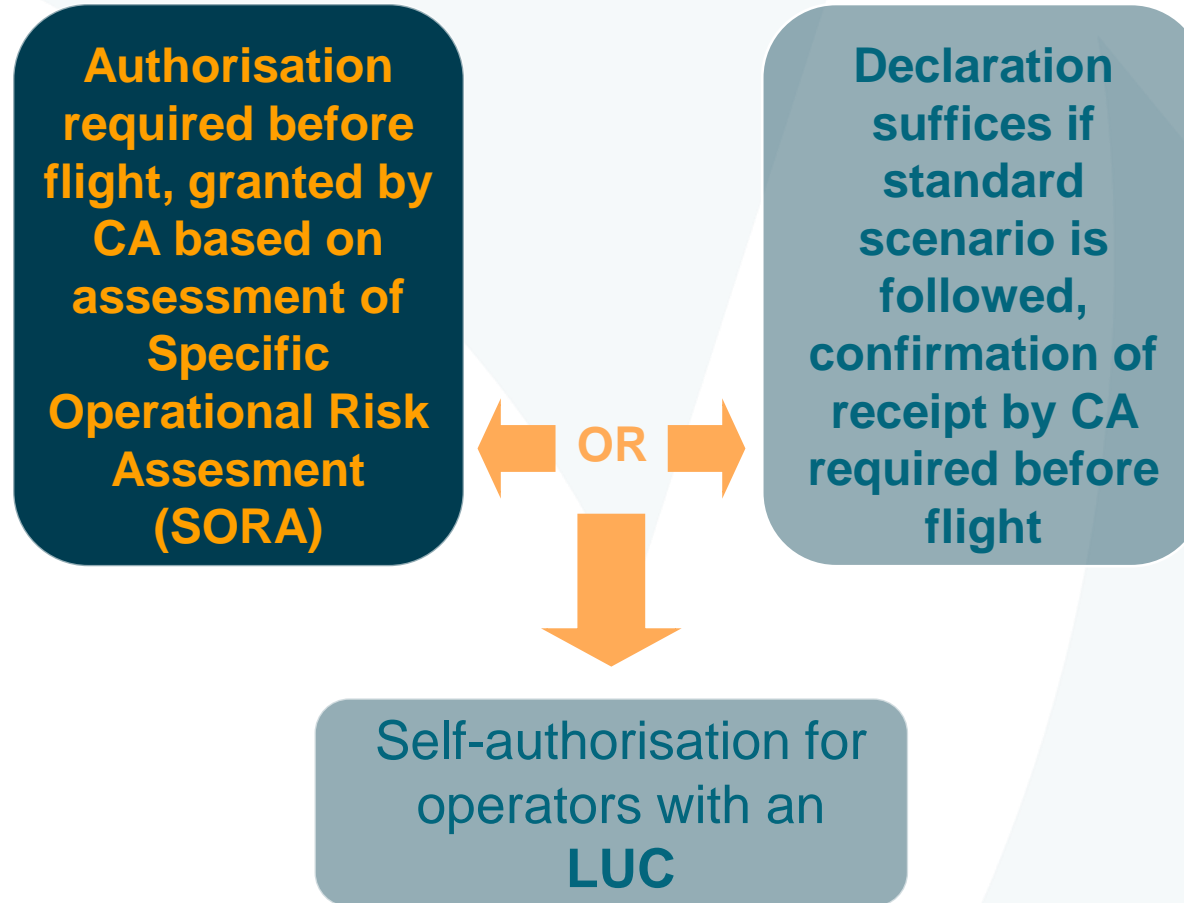 Authorisation
required before
flight, granted by
CA based on
assessment of
Specific
Operational Risk
Assesment
(SORA)
OR
Declaration
suffices if
standard
scenario is
followed,
confirmation of
receipt by CA
required before
flight
Self-authorisation for
operators with an
LUC